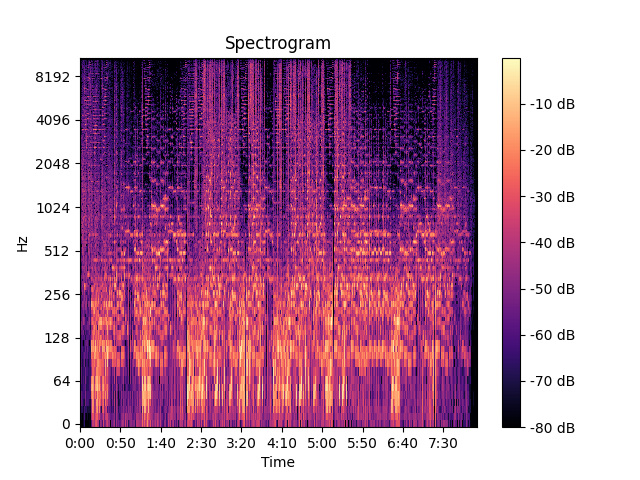 Spectrogram
8192
4096
2048
1024
512
256
128
64
0
Hz
0:00 0:50 1:40 2:30 3:20 4:10 5:00 5:50 6:40 7:30
Time
-10 dB
-20 dB
-30 dB
-40 dB
-50 dB
-60 dB
-70 dB
-80 dB